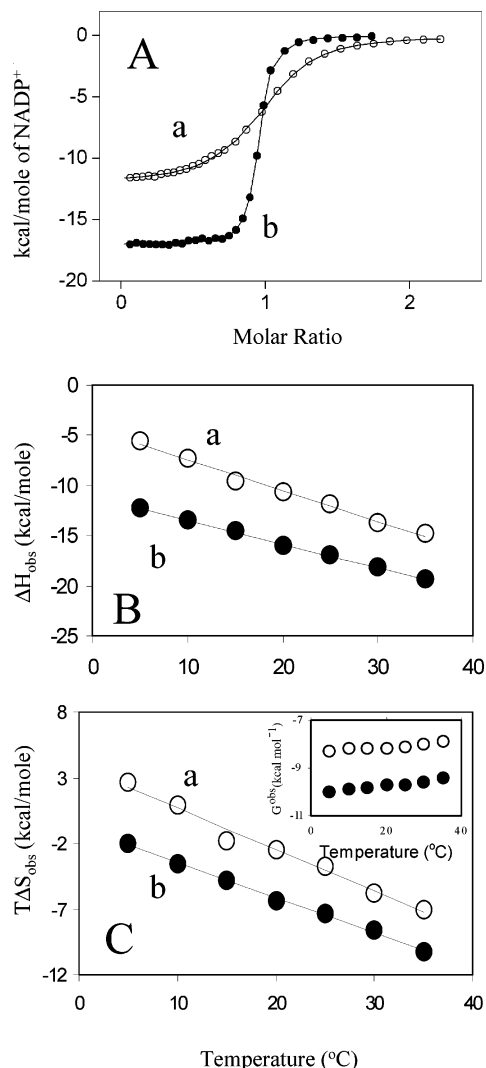 A
kcal/mole of NADP+
0
-5
-10
-15
-20
a
b
0
1
2
Molar Ratio
ΔHobs (kcal/mole)
0
-5
-10
-15
-20
-25
a
b
B
0
10
20
30
40
TΔSobs (kcal/mole)
8
3
-2
-7
-12
a
b
C
Gobs (kcal mol-1)
-7
-9
-11
0
20
40
Temperature (oC)
0
10
20
30
40
Temperature (oC)